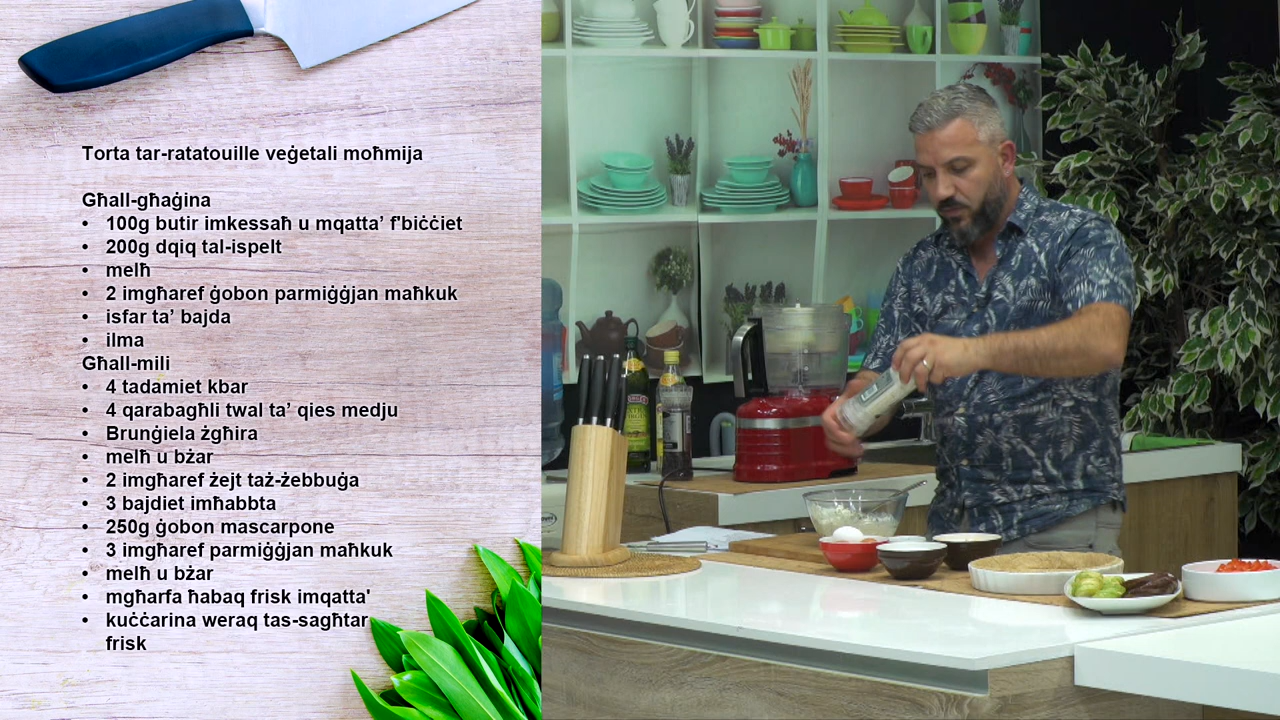 Torta tar-ratatouille veġetali moħmija
Għall-għaġina
• 100g butir imkessaħ u mqatta’ f'biċċiet
• 200g dqiq tal-ispelt
• melħ
• 2 imgħaref ġobon parmiġġjan maħkuk
• isfar ta’ bajda
• ilma
Għall-mili
• 4 tadamiet kbar
• 4 qarabagħli twal ta’ qies medju
• Brunġiela żgħira
• melħ u bżar
• 2 imgħaref żejt taż-żebbuġa
• 3 bajdiet imħabbta
• 250g ġobon mascarpone
• 3 imgħaref parmiġġjan maħkuk
• melħ u bżar
• mgħarfa ħabaq frisk imqatta'
• kuċċarina weraq tas-sagħtar
frisk